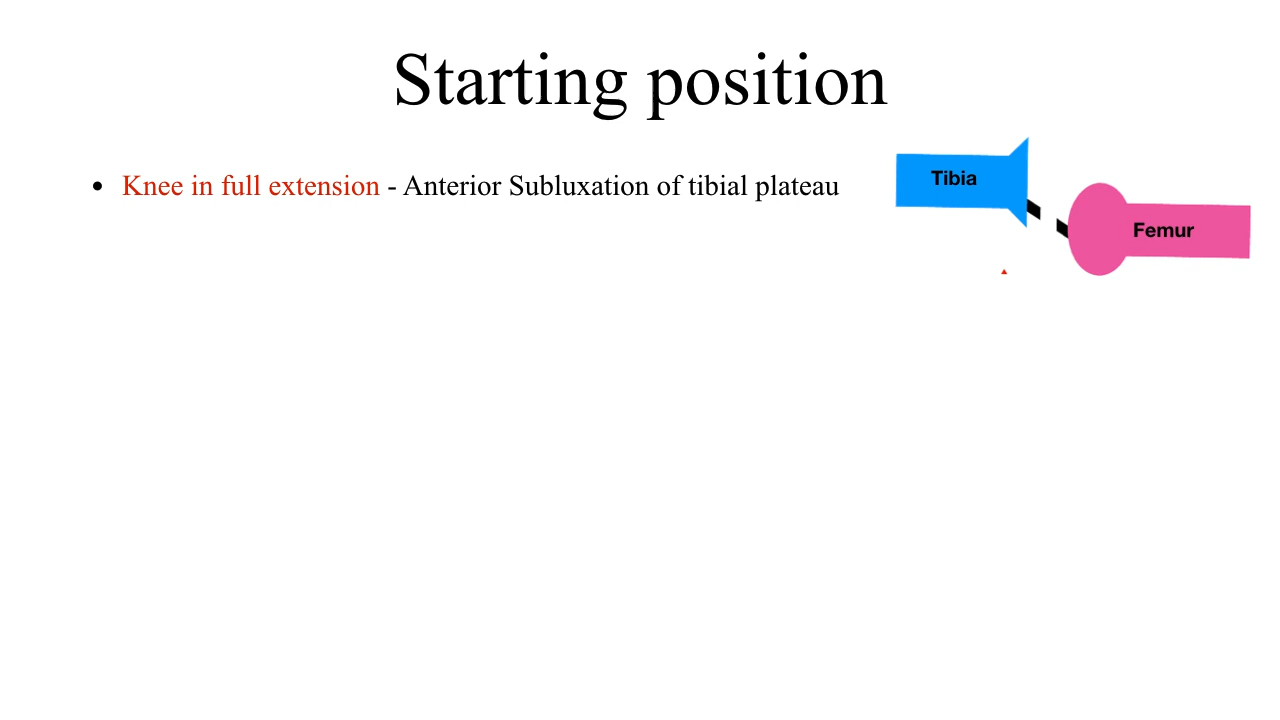 Starting position
• Knee in full extension - Anterior Subluxation of tibial plateau
Tibia
Femur